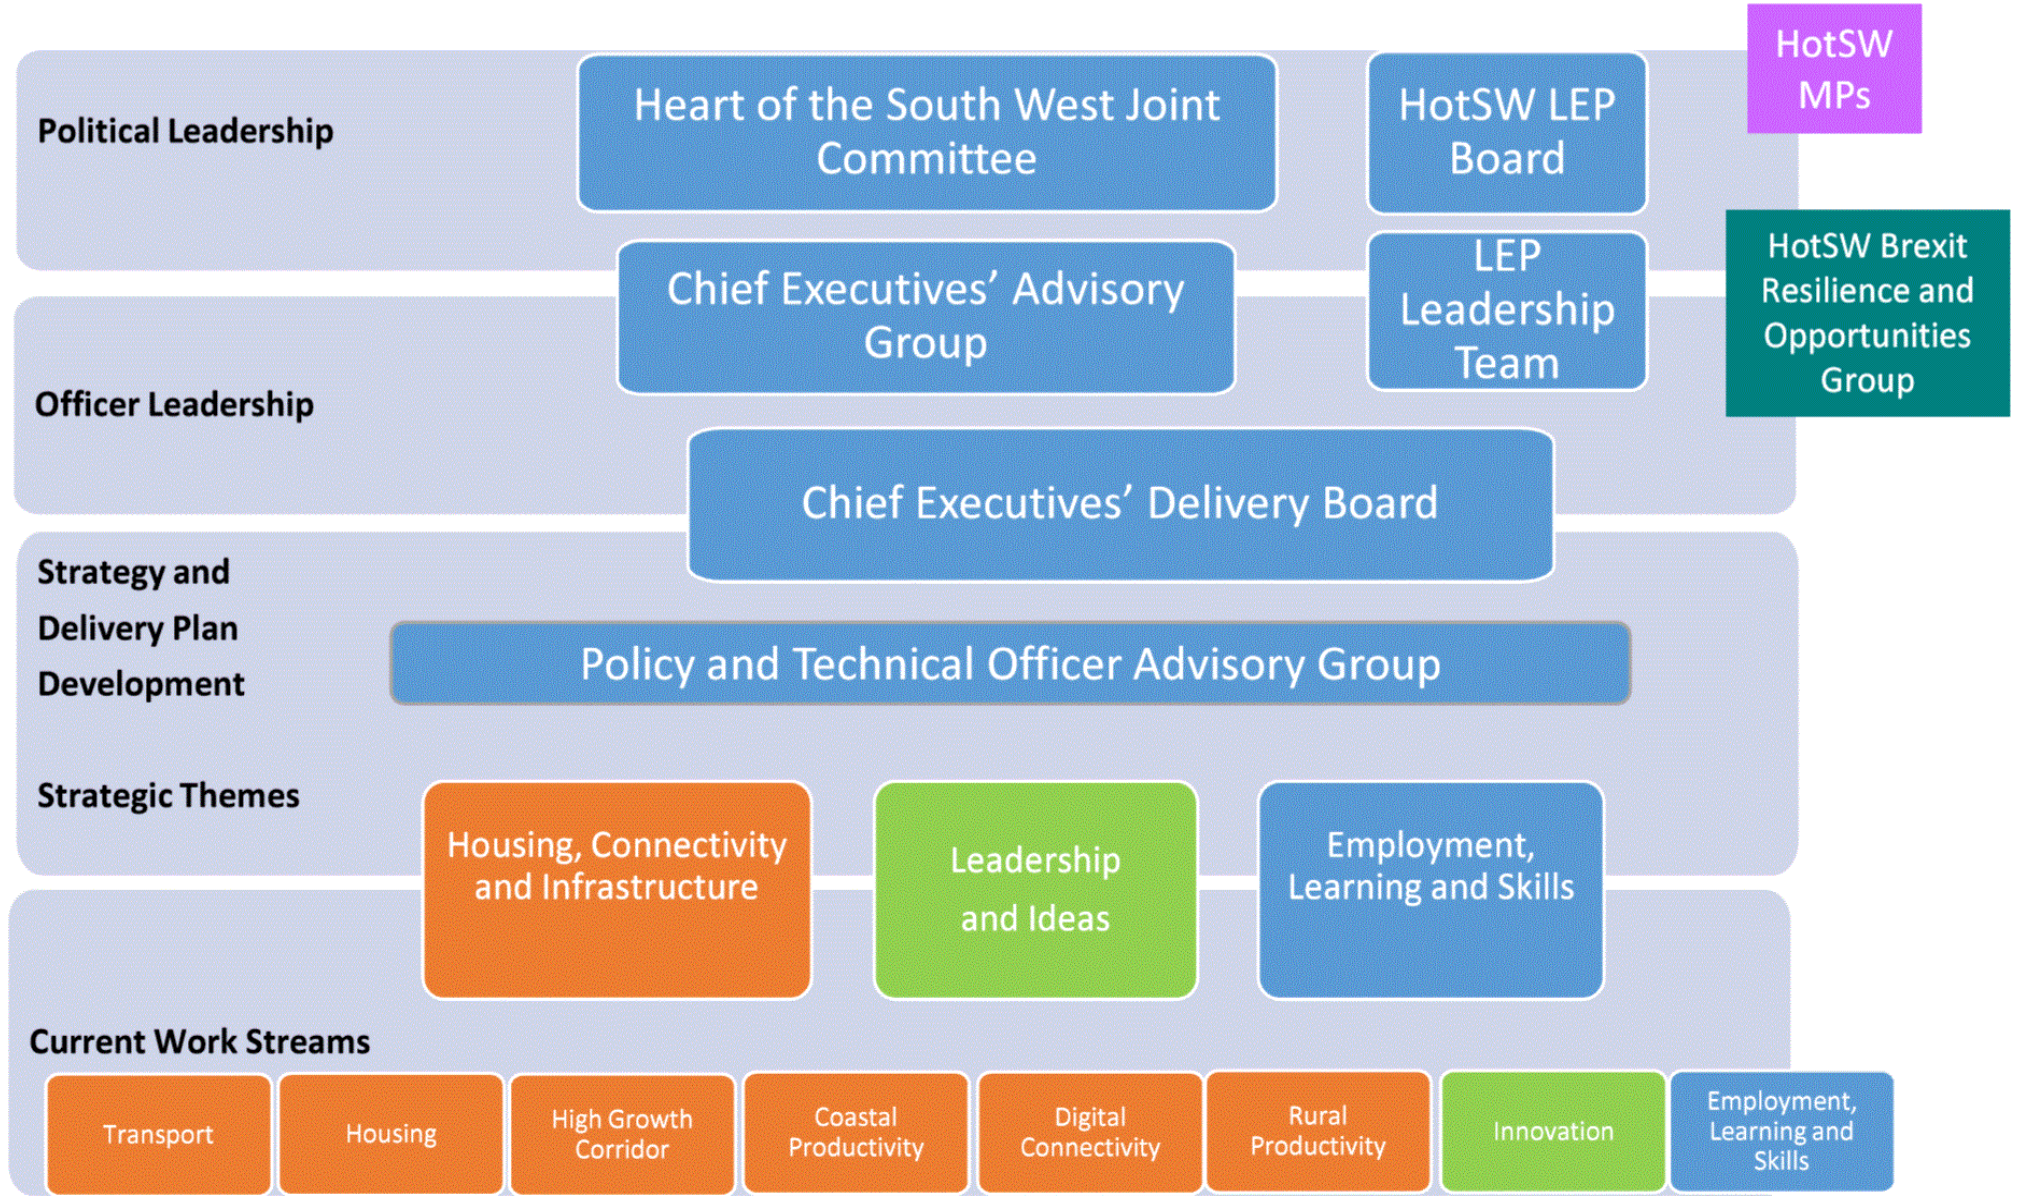 HotSW
MPs
Political Leadership
Heart of the South West Joint
Committee
HotSW LEP
Board
HotSW Brexit
Resilience and
Opportunities
Group
Chief Executives’ Advisory
Group
LEP
Leadership
Team
Officer Leadership
Chief Executives’ Delivery Board
Strategy and
Delivery Plan
Development
Policy and Technical Officer Advisory Group
Strategic Themes
Housing, Connectivity
and Infrastructure
Leadership
and Ideas
Employment,
Learning and Skills
Current Work Streams
Transport
Housing
High Growth
Corridor
Coastal
Productivity
Digital
Connectivity
Rural
Productivity
Innovation
Employment,
Learning and
Skills